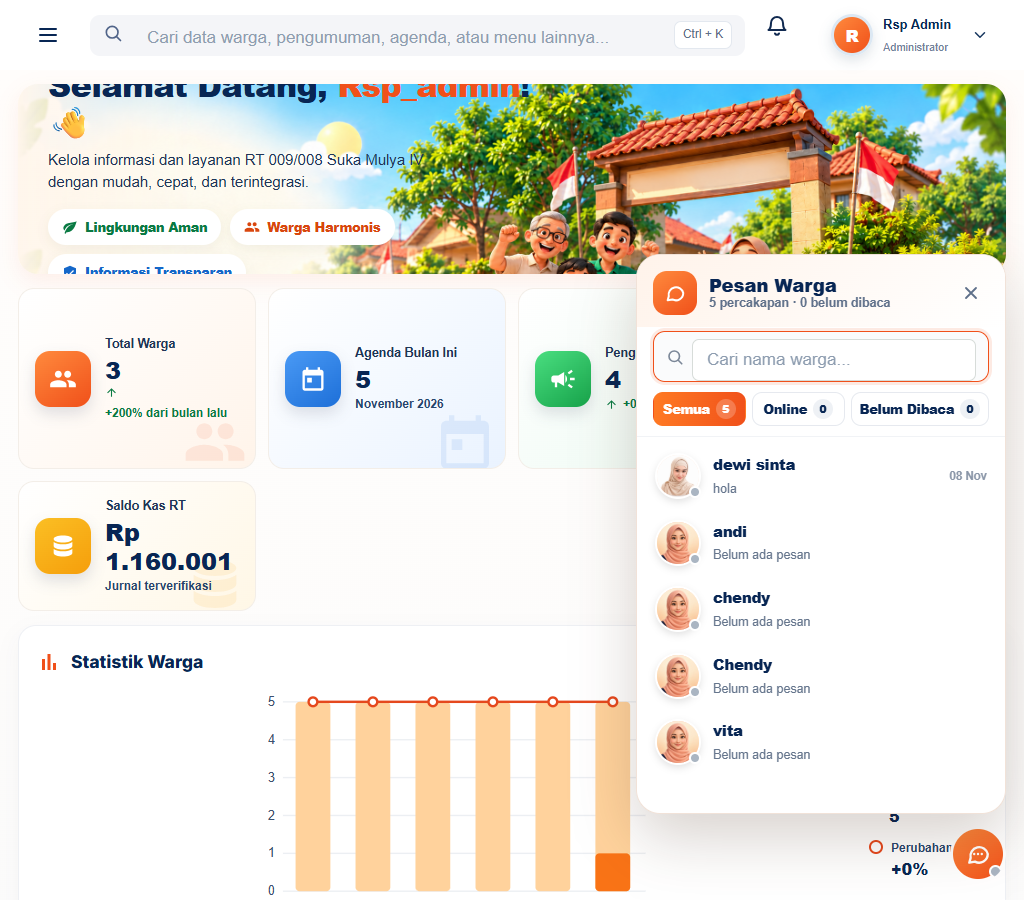 Cari data warga, pengumuman, agenda, atau menu lainnya...
Ctrl + K
R
Rsp Admin
Administrator
Selamat Datang, Rsp_admin!
Kelola informasi dan layanan RT 009/008 Suka Mulya IV
dengan mudah, cepat, dan terintegrasi.
Lingkungan Aman
Warga Harmonis
Informasi Transparan
Total Warga
3
+200% dari bulan lalu
Agenda Bulan Ini
5
November 2026
Peng
4
+0
Saldo Kas RT
Rp
1.160.001
Jurnal terverifikasi
Statistik Warga
5
4
3
2
1
0
5
Perubahan
+0%
Pesan Warga
5 percakapan · 0 belum dibaca
Cari nama warga...
Semua 5
Online 0
Belum Dibaca 0
dewi sinta
08 Nov
hola
andi
Belum ada pesan
chendy
Belum ada pesan
Chendy
Belum ada pesan
vita
Belum ada pesan